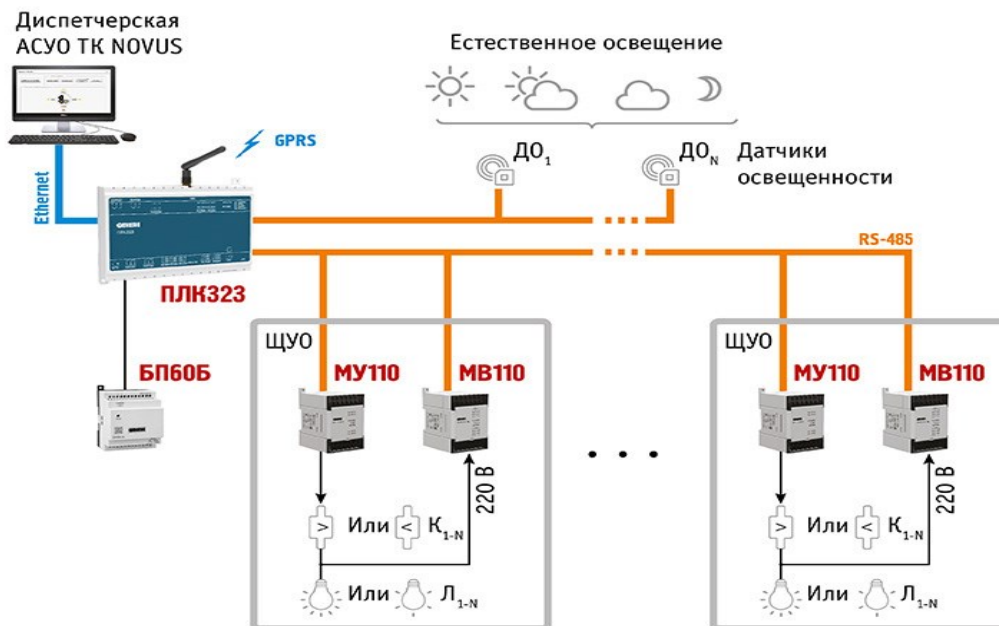 Диспетчерская
АСУО ТК NOVUS
Естественное освещение
GPRS
Ethernet
ДО1
ДОN
Датчики
освещенности
RS-485
ОВЕН
ПЛК323
БП60Б
ЩУО
МУ110
МВ110
220 В
Или
К1-N
Или
Л1-N
ЩУО
МУ110
МВ110
220 В
Или
К1-N
Или
Л1-N